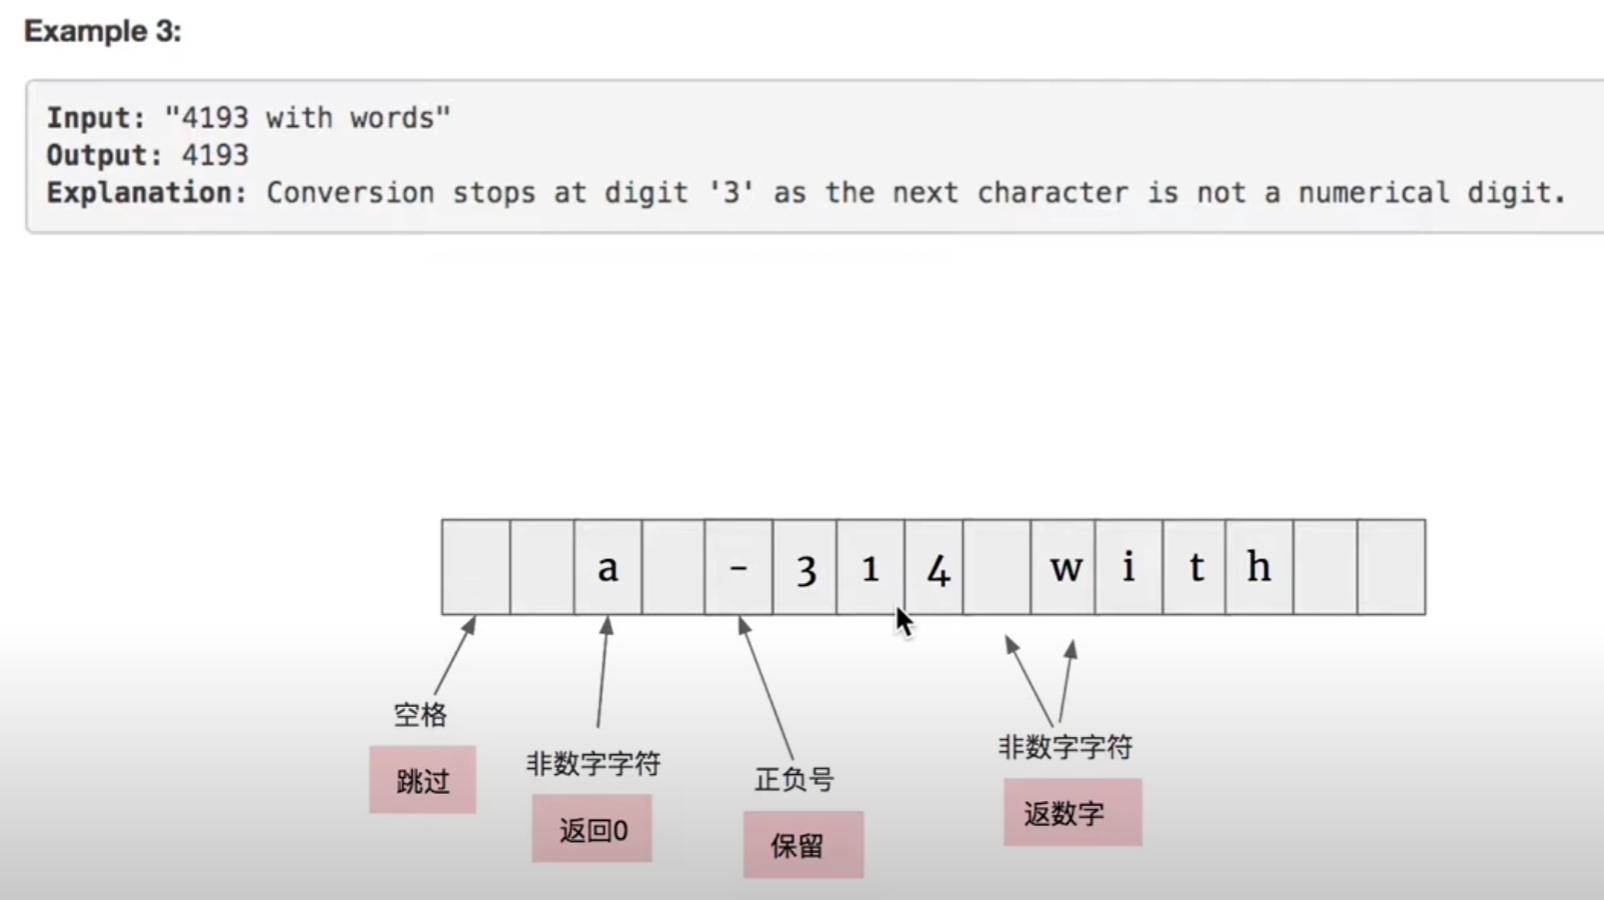 Example 3:
Input: "4193 with words"
Output: 4193
Explanation: Conversion stops at digit '3' as the next character is not a numerical digit.
a - 3 1 4 w i t h
空格
跳过
非数字字符
返回0
正负号
保留
非数字字符
返数字